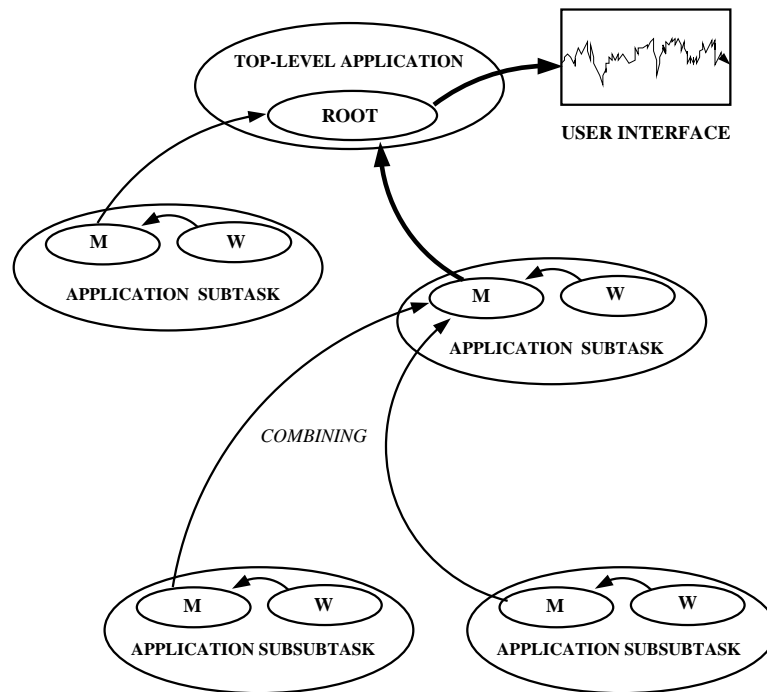 TOP-LEVEL APPLICATION
ROOT
USER INTERFACE
M
W
APPLICATION SUBTASK
M
W
APPLICATION SUBTASK
COMBINING
M
W
APPLICATION SUBSUBTASK
M
W
APPLICATION SUBSUBTASK